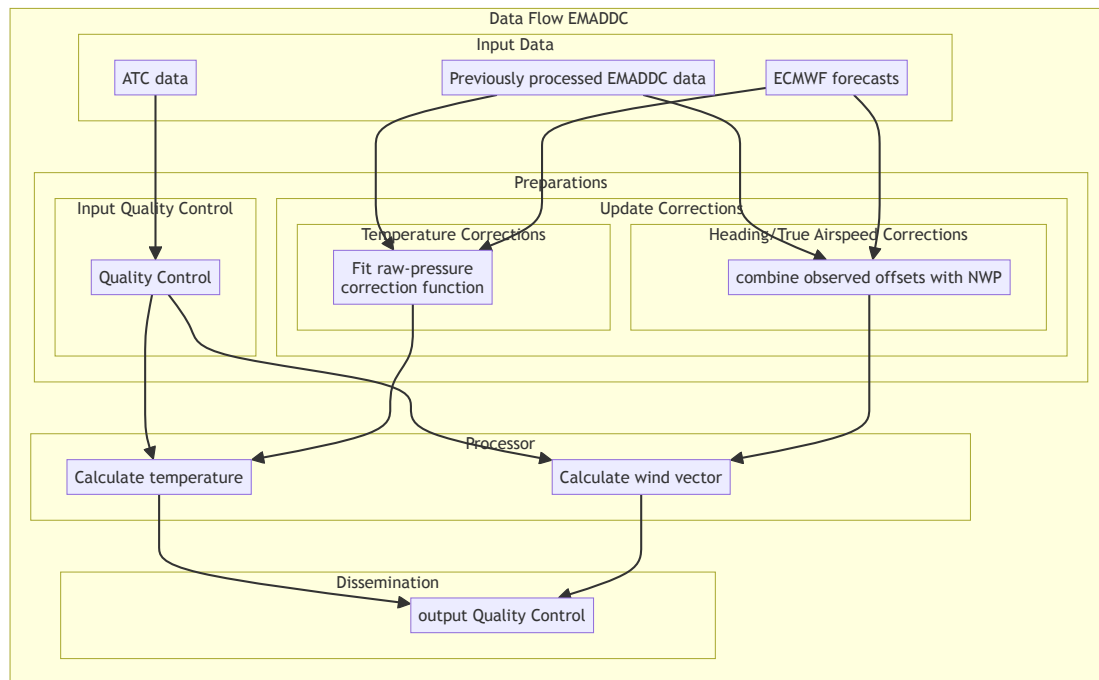 Data Flow EMADDC
Input Data
ATC data
Previously processed EMADDC data
ECMWF forecasts
Preparations
Input Quality Control
Update Corrections
Temperature Corrections
Heading/True Airspeed Corrections
Quality Control
Fit raw-pressure
correction function
combine observed offsets with NWP
Processor
Calculate temperature
Calculate wind vector
Dissemination
output Quality Control